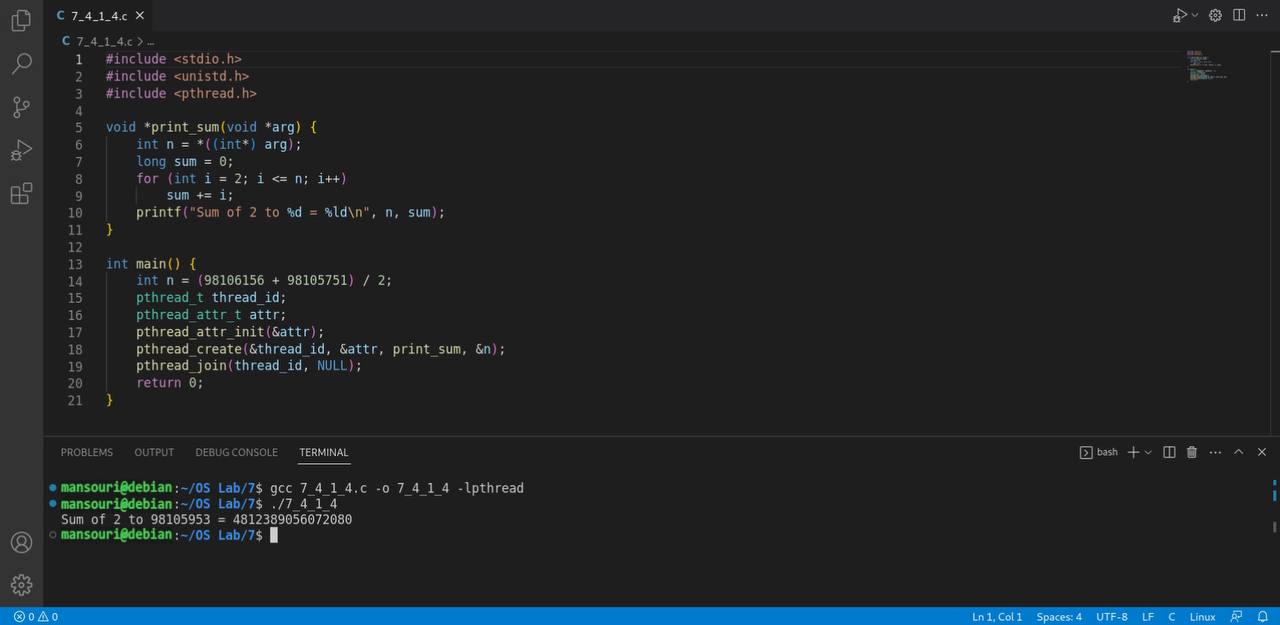 7_4_1_4.c
7_4_1_4.c > ...
1 #include <stdio.h>
2 #include <unistd.h>
3 #include <pthread.h>
4
5 void *print_sum(void *arg) {
6     int n = *((int*) arg);
7     long sum = 0;
8     for (int i = 2; i <= n; i++)
9         sum += i;
10     printf("Sum of 2 to %d = %ld\n", n, sum);
11 }
12
13 int main() {
14     int n = (98106156 + 98105751) / 2;
15     pthread_t thread_id;
16     pthread_attr_t attr;
17     pthread_attr_init(&attr);
18     pthread_create(&thread_id, &attr, print_sum, &n);
19     pthread_join(thread_id, NULL);
20     return 0;
21 }
PROBLEMS OUTPUT DEBUG CONSOLE TERMINAL bash
mansouri@debian:~/OS Lab/7$ gcc 7_4_1_4.c -o 7_4_1_4 -lpthread
mansouri@debian:~/OS Lab/7$ ./7_4_1_4
Sum of 2 to 98105953 = 4812389056072080
mansouri@debian:~/OS Lab/7$
0 0 Ln 1, Col 1 Spaces: 4 UTF-8 LF C Linux